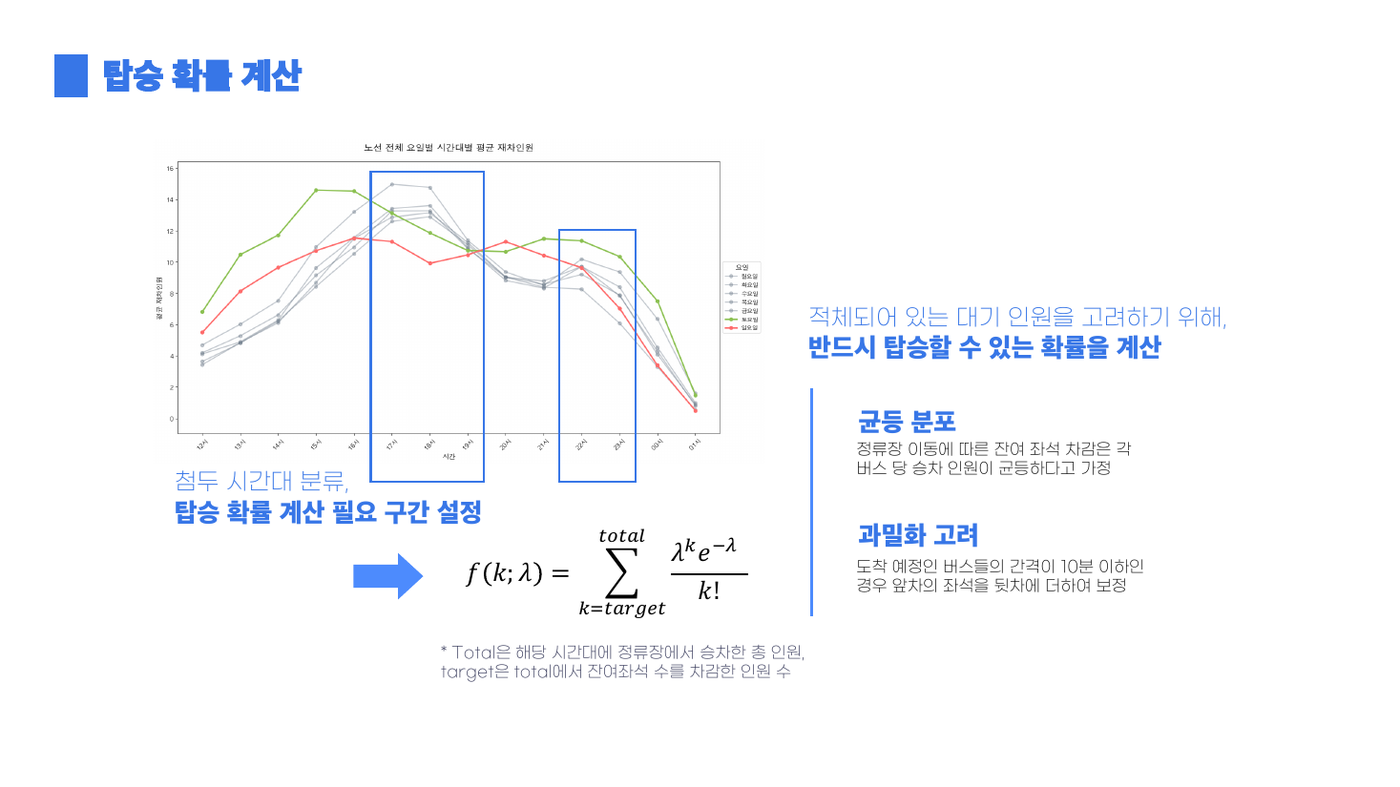 탑승 확률 계산
노선 전체 요일별 시간대별 평균 재차인원
16
14
12
10
8
6
4
2
0
평균 재차인원
12시 13시 14시 15시 16시 17시 18시 19시 20시 21시 22시 23시 00시 01시
시간
요일
월요일
화요일
수요일
목요일
금요일
토요일
일요일
첨두 시간대 분류,
탑승 확률 계산 필요 구간 설정
f(k; λ) = total ∑ k=target λ^k e^−λ / k!
* Total은 해당 시간대에 정류장에서 승차한 총 인원,
target은 total에서 잔여좌석 수를 차감한 인원 수
적체되어 있는 대기 인원을 고려하기 위해,
반드시 탑승할 수 있는 확률을 계산
균등 분포
정류장 이동에 따른 잔여 좌석 차감은 각
버스 당 승차 인원이 균등하다고 가정
과밀화 고려
도착 예정인 버스들의 간격이 10분 이하인
경우 앞차의 좌석을 뒷차에 더하여 보정